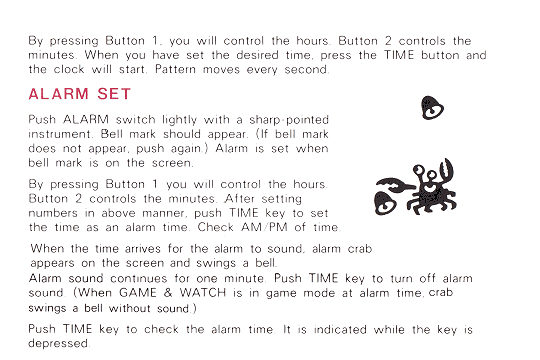 By pressing Button 1, you will control the hours. Button 2 controls the
minutes. When you have set the desired time, press the TIME button and
the clock will start. Pattern moves every second.
ALARM SET
Push ALARM switch lightly with a sharp-pointed
instrument. Bell mark should appear. (If bell mark
does not appear, push again.) Alarm is set when
bell mark is on the screen.
By pressing Button 1 you will control the hours.
Button 2 controls the minutes. After setting
numbers in above manner, push TIME key to set
the time as an alarm time. Check AM/PM of time.
When the time arrives for the alarm to sound, alarm crab
appears on the screen and swings a bell.
Alarm sound continues for one minute. Push TIME key to turn off alarm
sound. (When GAME & WATCH is in game mode at alarm time, crab
swings a bell without sound.)
Push TIME key to check the alarm time. It is indicated while the key is
depressed.